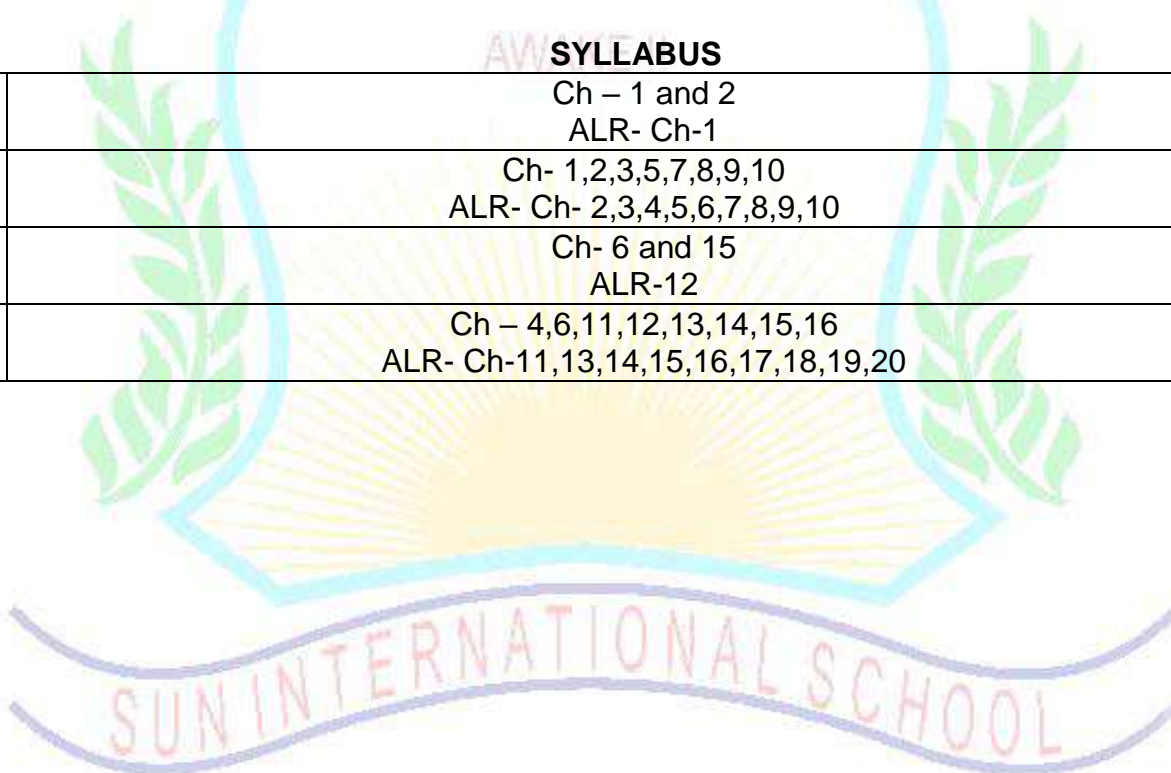 AWAKE
SYLLABUS
Ch – 1 and 2
ALR- Ch-1
Ch- 1,2,3,5,7,8,9,10
ALR- Ch- 2,3,4,5,6,7,8,9,10
Ch- 6 and 15
ALR-12
Ch – 4,6,11,12,13,14,15,16
ALR- Ch-11,13,14,15,16,17,18,19,20
SUN INTERNATIONAL SCHOOL